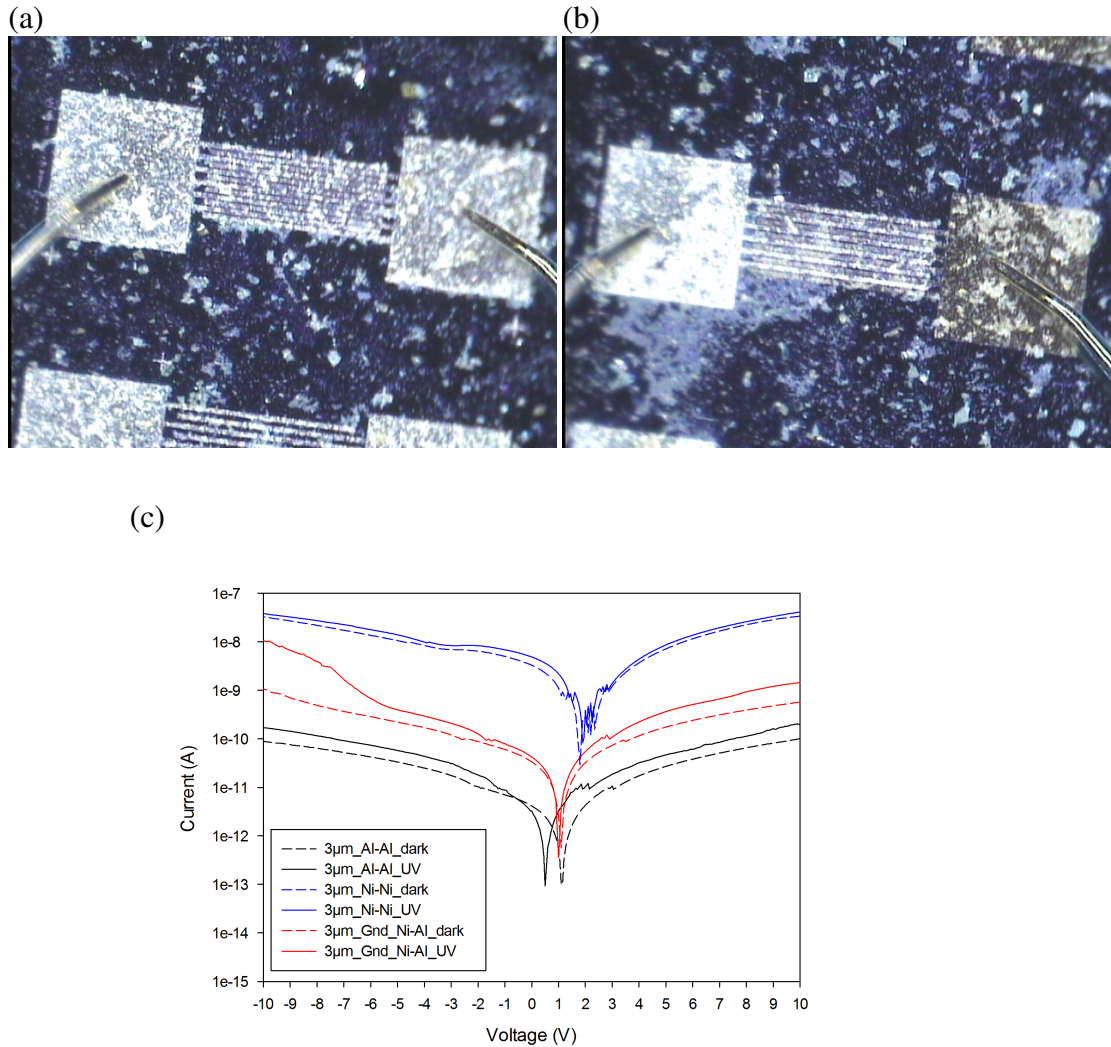 (a)
(b)
(c)
1e-7
1e-8
1e-9
1e-10
1e-11
1e-12
1e-13
1e-14
1e-15
Current (A)
3µm_Al-Al_dark
3µm_Al-Al_UV
3µm_Ni-Ni_dark
3µm_Ni-Ni_UV
3µm_Gnd_Ni-Al_dark
3µm_Gnd_Ni-Al_UV
-10 -9 -8 -7 -6 -5 -4 -3 -2 -1 0 1 2 3 4 5 6 7 8 9 10
Voltage (V)